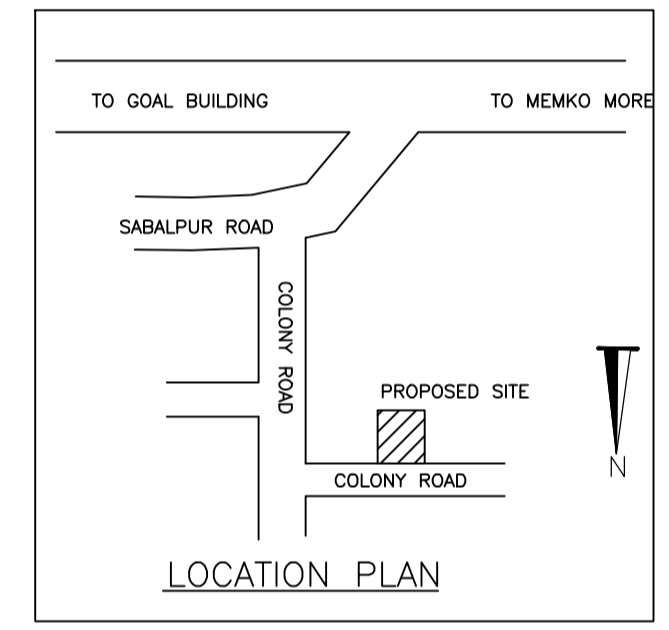 TO GOAL BUILDING
TO MEMKO MORE
SABALPUR ROAD
COLONY ROAD
PROPOSED SITE
COLONY ROAD
N
LOCATION PLAN